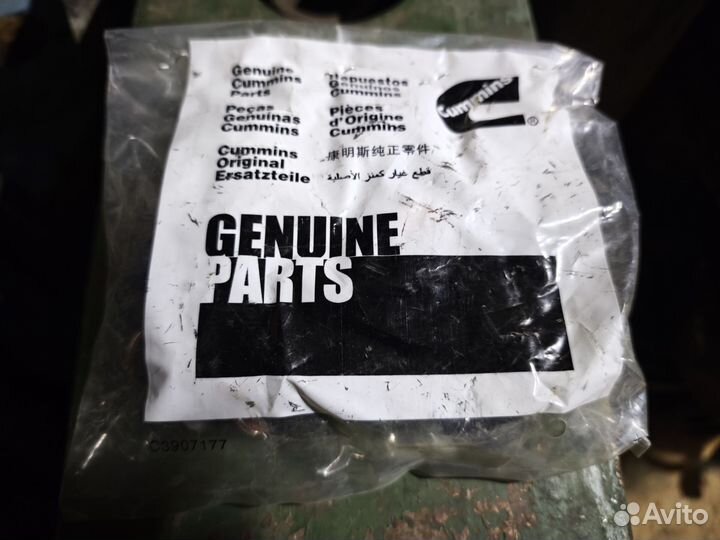 Genuine
Cummins
Parts
Repuestos
Genuinos
Cummins
Cummins
®
Peças
Genuinas
Cummins
Pièces
d'Origine
Cummins
Cummins
Original
Ersatzteile
康明斯纯正零件
قطع غيار كمنز الأصلية
GENUINE
PARTS
C3907177
Avito